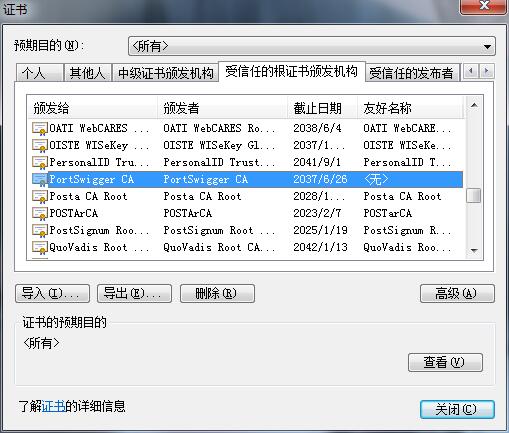 证书
预期目的(N): <所有>
个人 其他人 中级证书颁发机构 受信任的根证书颁发机构 受信任的发布者
颁发给 颁发者 截止日期 友好名称
OATI WebCARES ... OATI WebCARES Ro... 2038/6/4 OATI WebCARES...
OISTE WISeKey ... OISTE WISeKey Gl... 2037/1... OISTE WISeKe...
PersonalID Tru... PersonalID Trust... 2041/9/1 PersonalID T...
PortSwigger CA PortSwigger CA 2037/6/26 <无>
Posta CA Root Posta CA Root 2028/1... Posta CA Root
POSTArCA POSTArCA 2023/2/7 POSTArCA
PostSignum Roo... PostSignum Root ... 2025/1/19 PostSignum R...
QuoVadis Root ... QuoVadis Root CA... 2042/1/13 QuoVadis Roo...
导入(I)... 导出(E)... 删除(R) 高级(A)
证书的预期目的
<所有>
查看(V)
了解证书的详细信息
关闭(C)